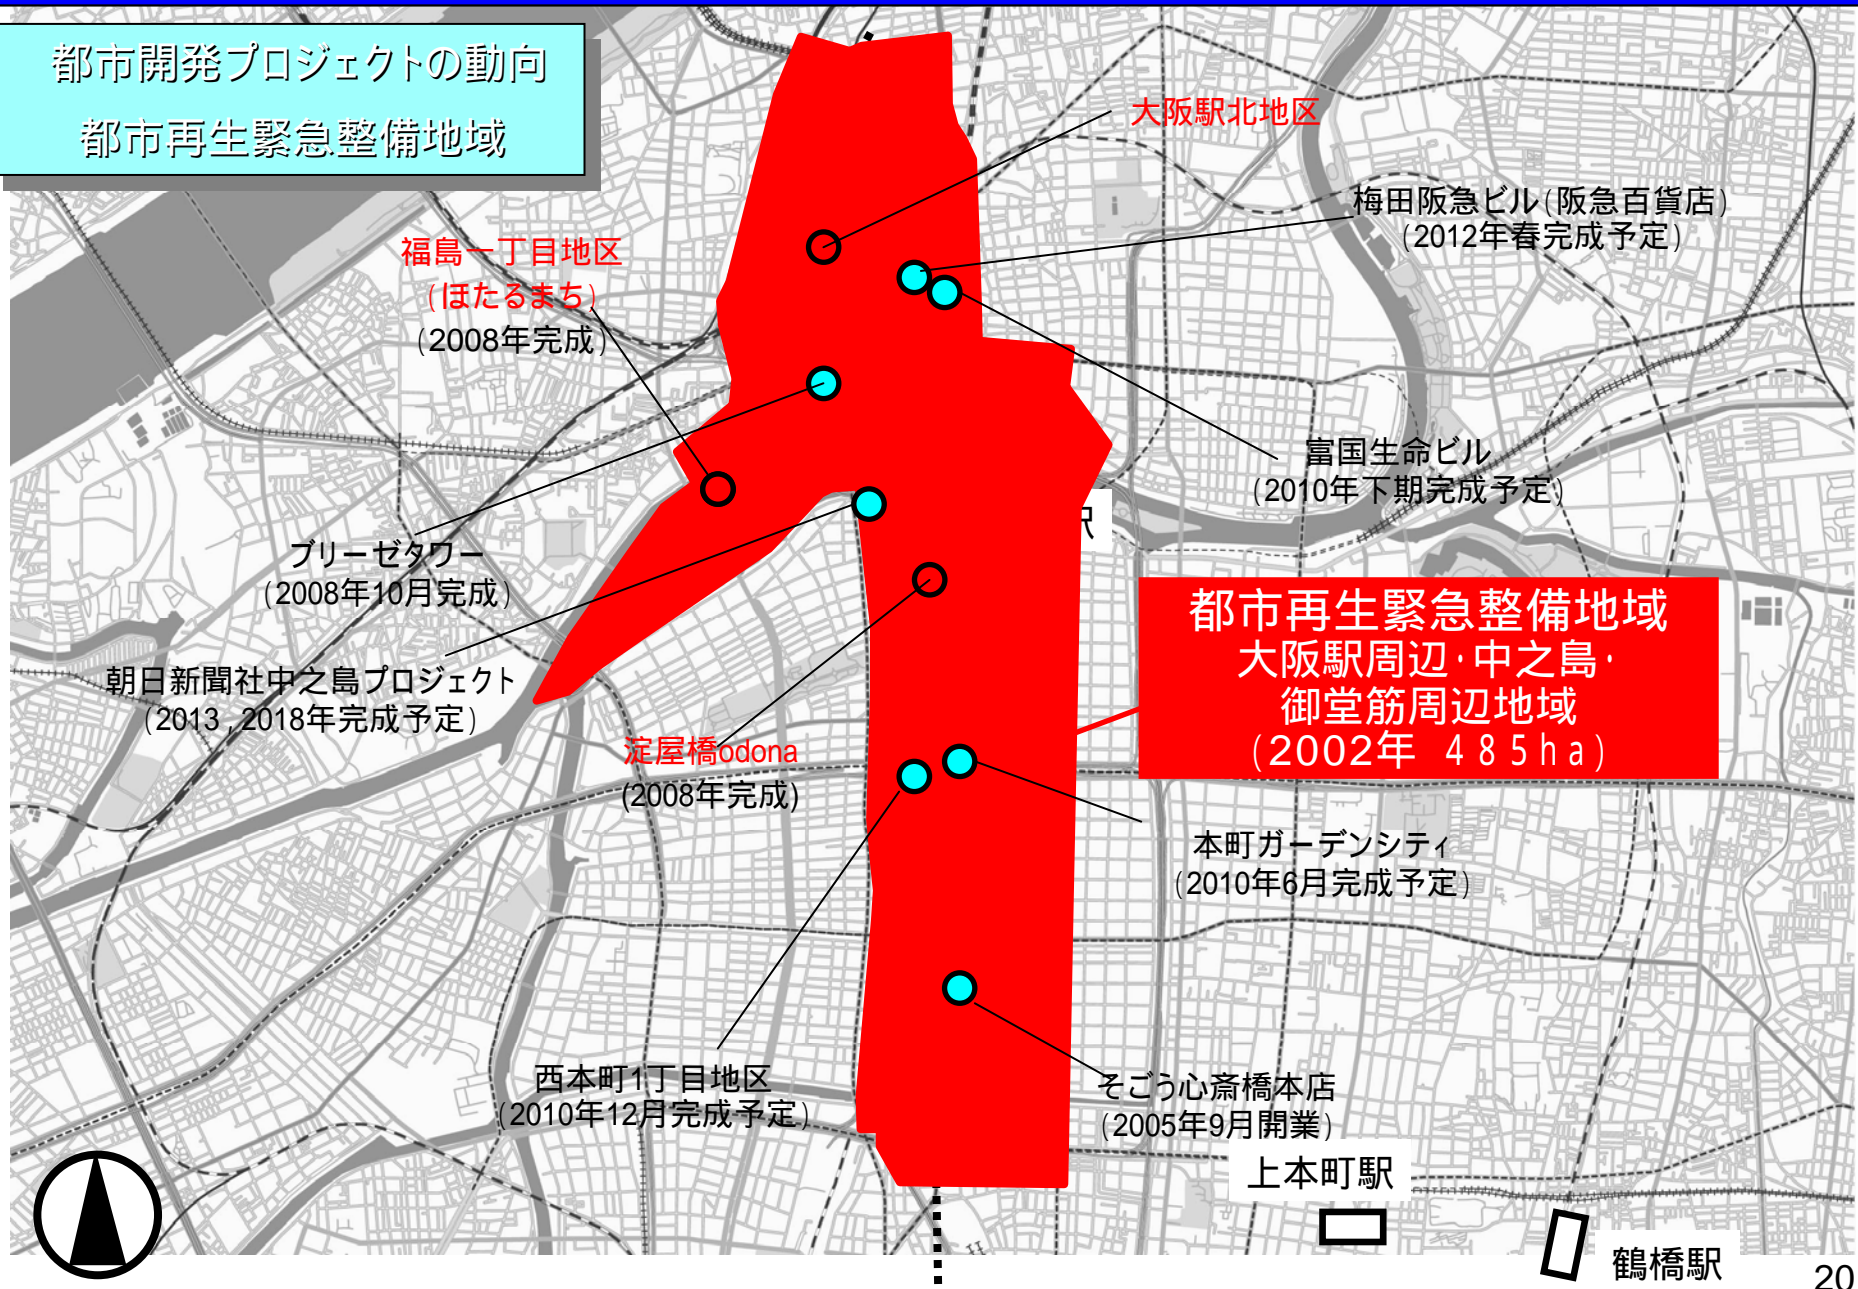 都市開発プロジェクトの動向
都市再生緊急整備地域
大阪駅北地区
梅田阪急ビル(阪急百貨店)
(2012年春完成予定)
福島一丁目地区
(ほたるまち)
(2008年完成)
富国生命ビル
(2010年下期完成予定)
駅
ブリーゼタワー
(2008年10月完成)
都市再生緊急整備地域
大阪駅周辺・中之島・
御堂筋周辺地域
(2002年 485ha)
朝日新聞社中之島プロジェクト
(2013,2018年完成予定)
淀屋橋odona
(2008年完成)
本町ガーデンシティ
(2010年6月完成予定)
西本町1丁目地区
(2010年12月完成予定)
そごう心斎橋本店
(2005年9月開業)
上本町駅
鶴橋駅
20